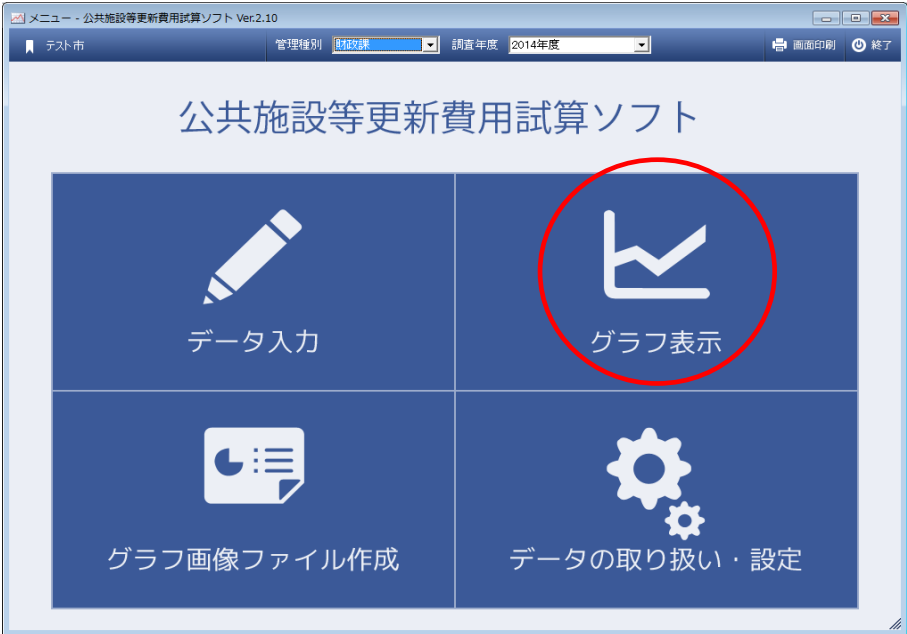 メニュー - 公共施設等更新費用試算ソフト Ver.2.10
テスト市 管理種別 財政課 調査年度 2014年度 画面印刷 終了
公共施設等更新費用試算ソフト
データ入力 グラフ表示
グラフ画像ファイル作成 データの取り扱い・設定